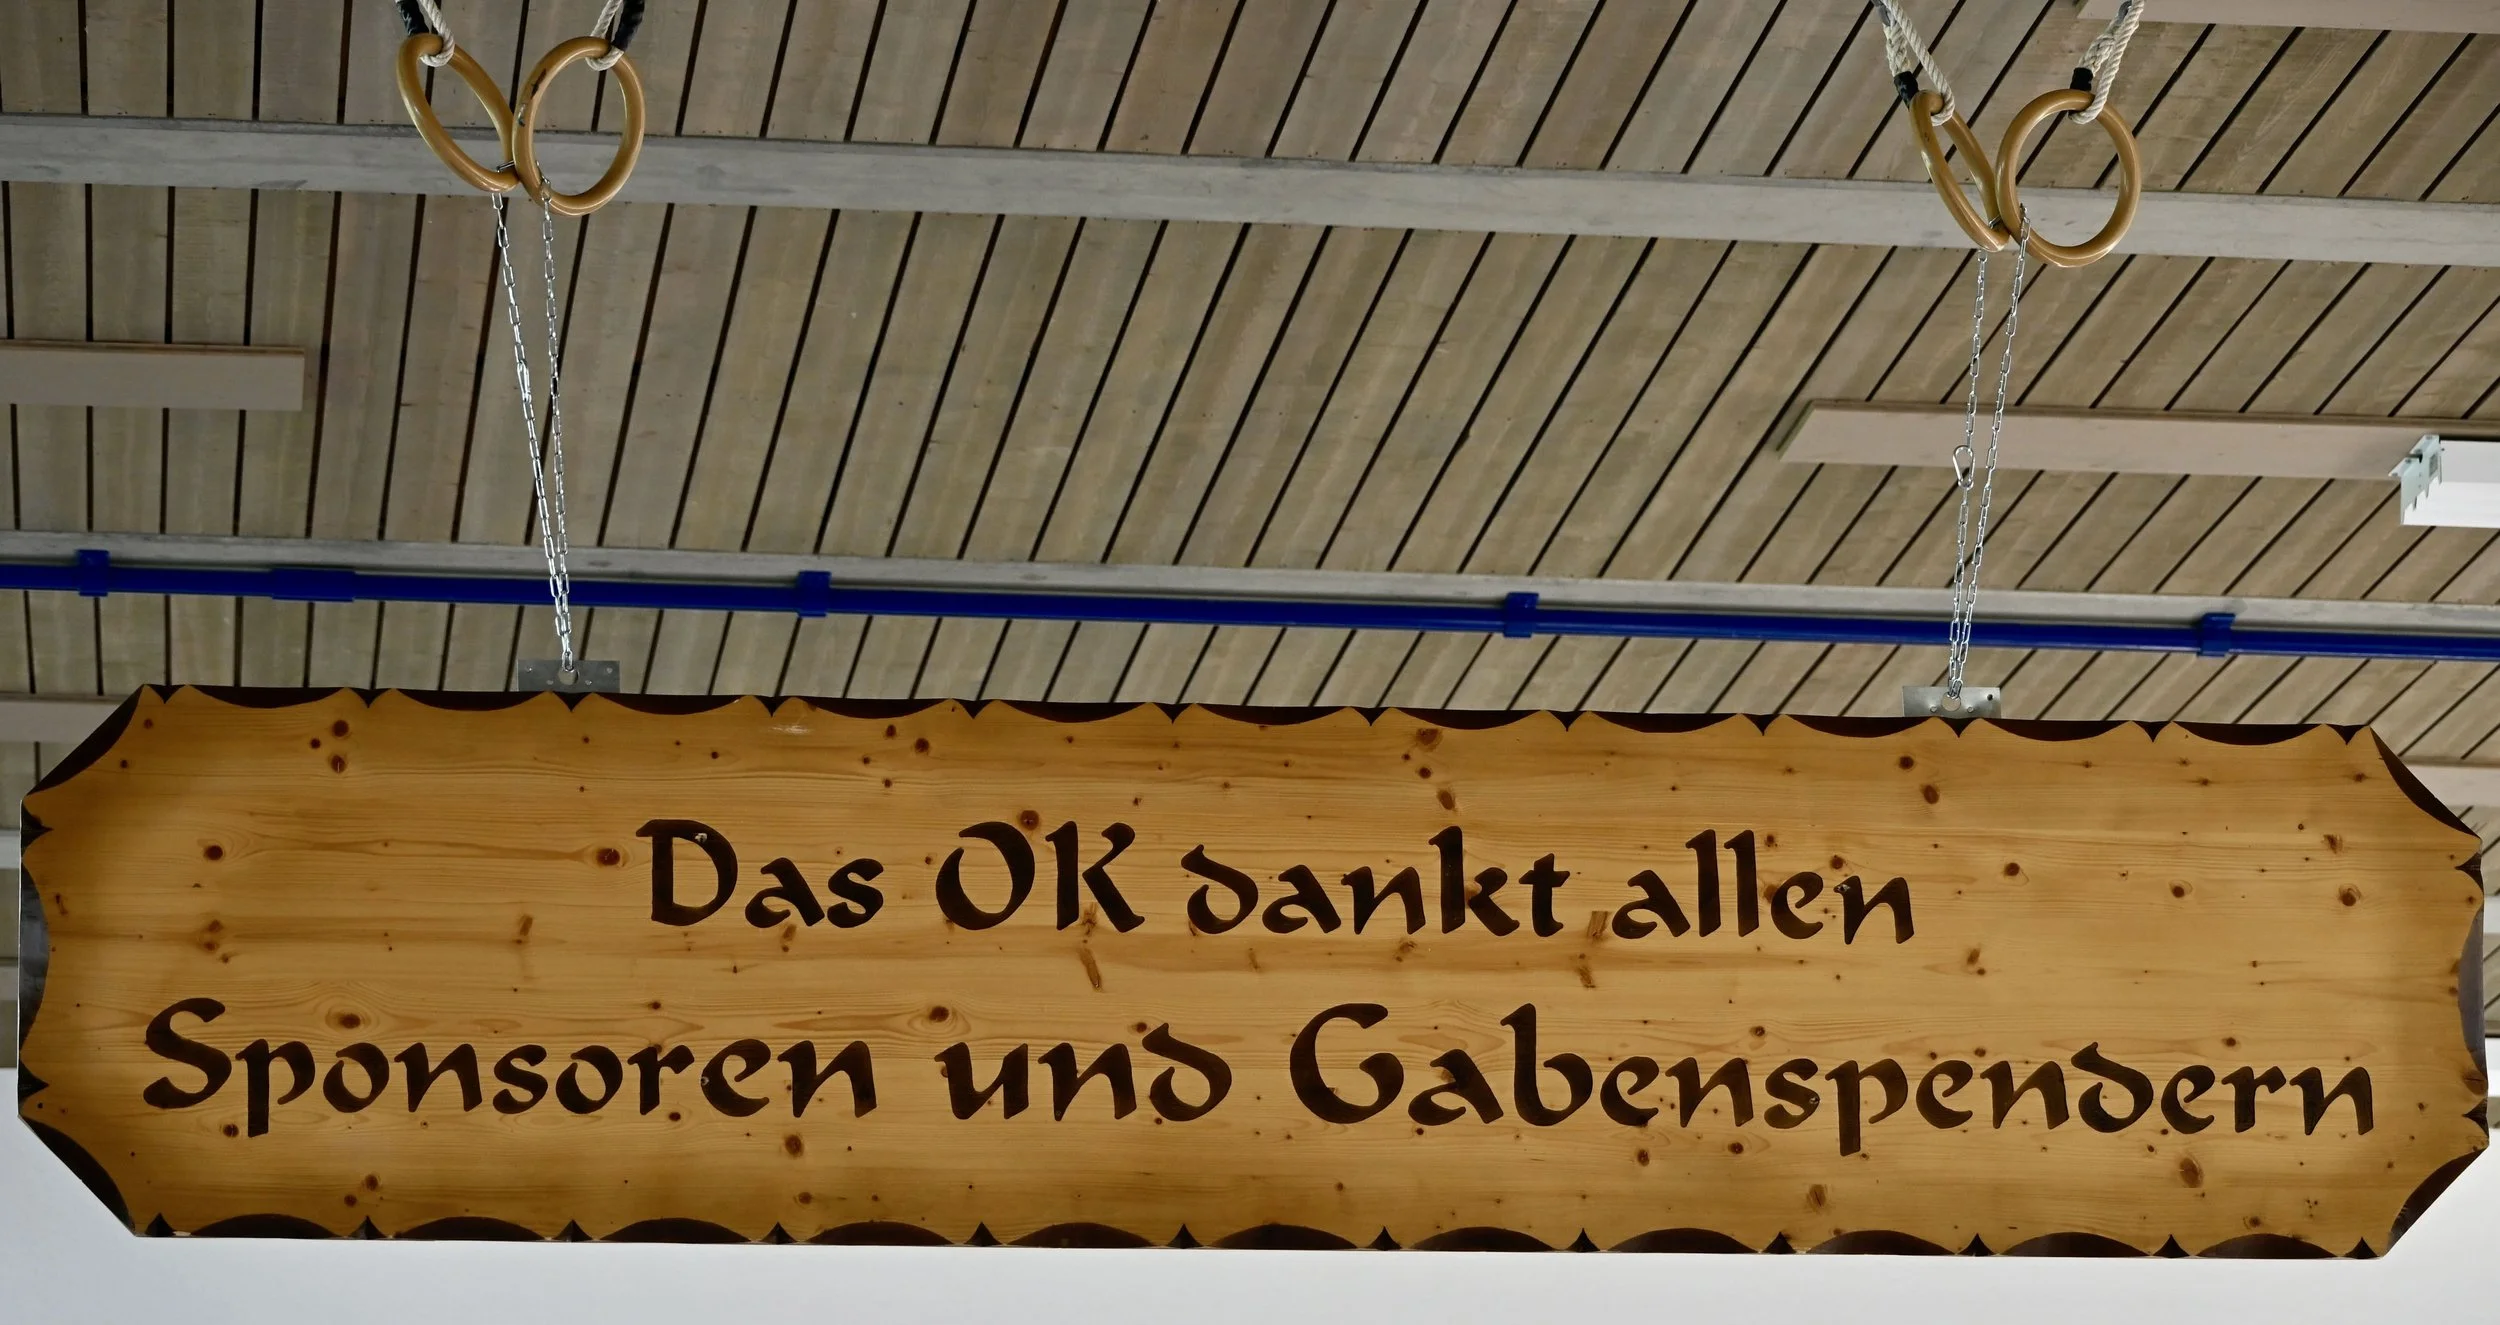 Das OK dankt allen
Sponsoren und Gabenspendern